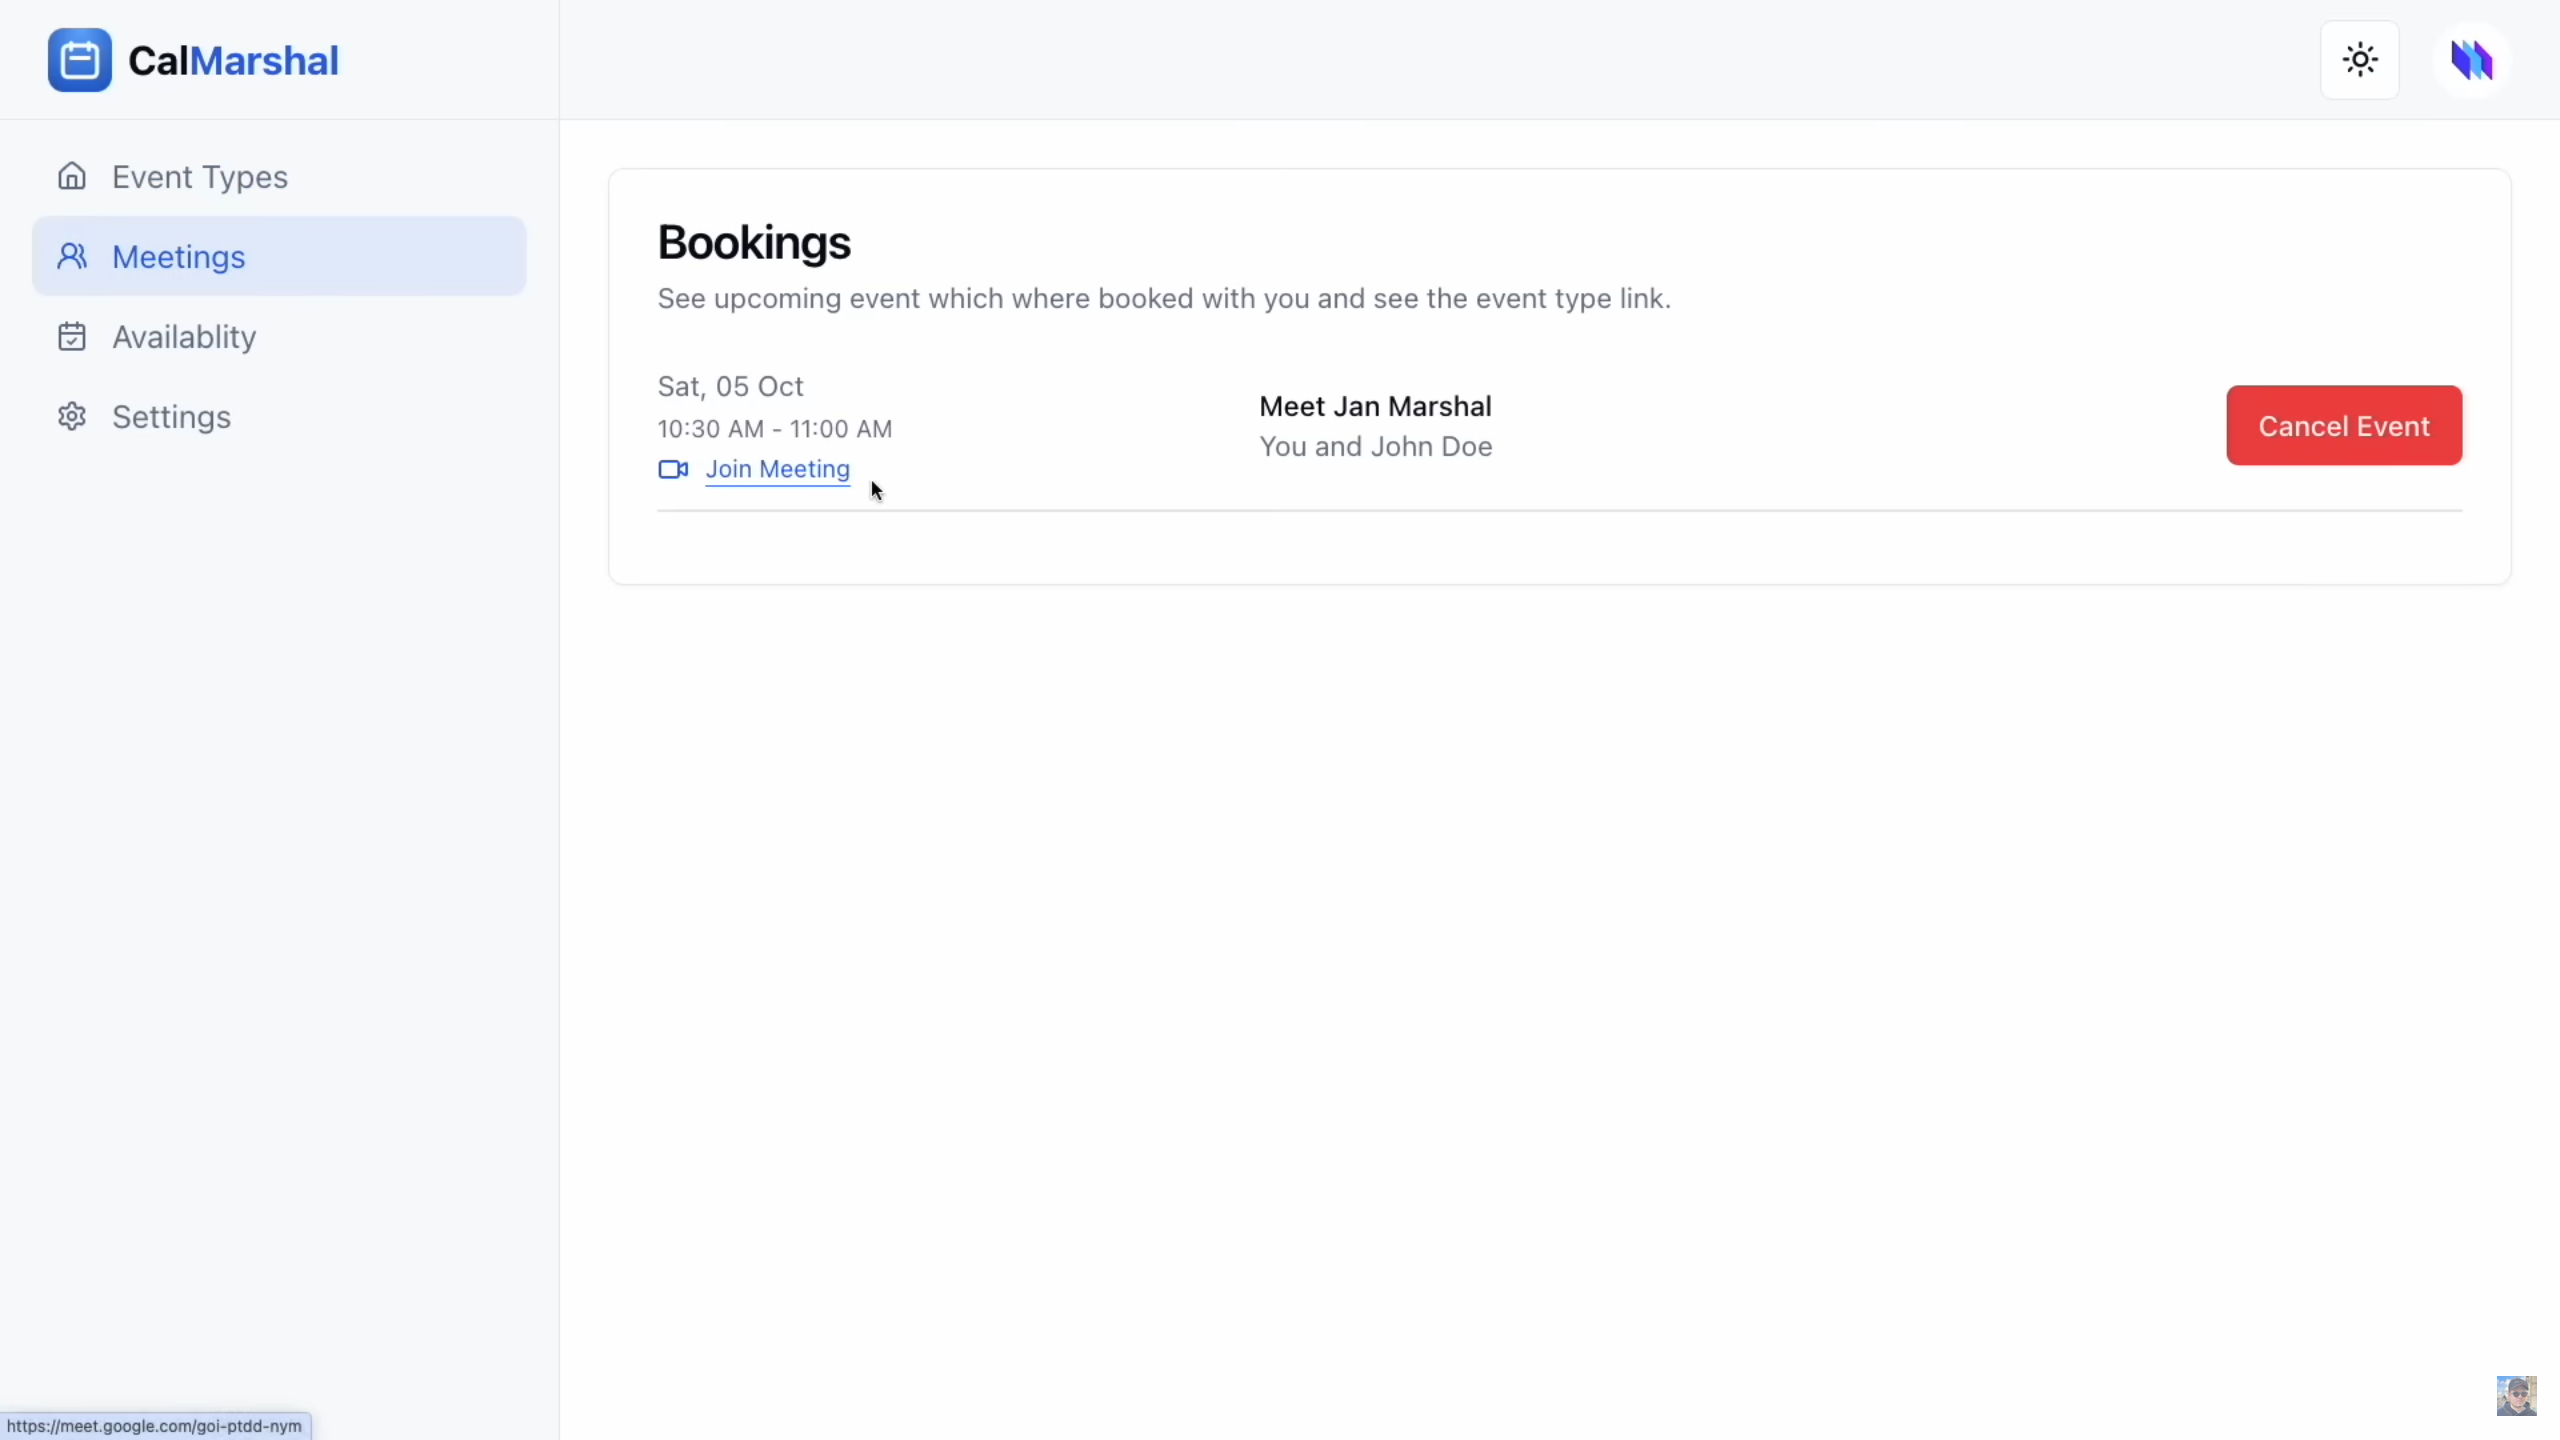 CalMarshal
Event Types
Meetings
Availablity
Settings
Bookings
See upcoming event which where booked with you and see the event type link.
Sat, 05 Oct
10:30 AM - 11:00 AM
Join Meeting
Meet Jan Marshal
You and John Doe
Cancel Event
https://meet.google.com/goi-ptdd-nym